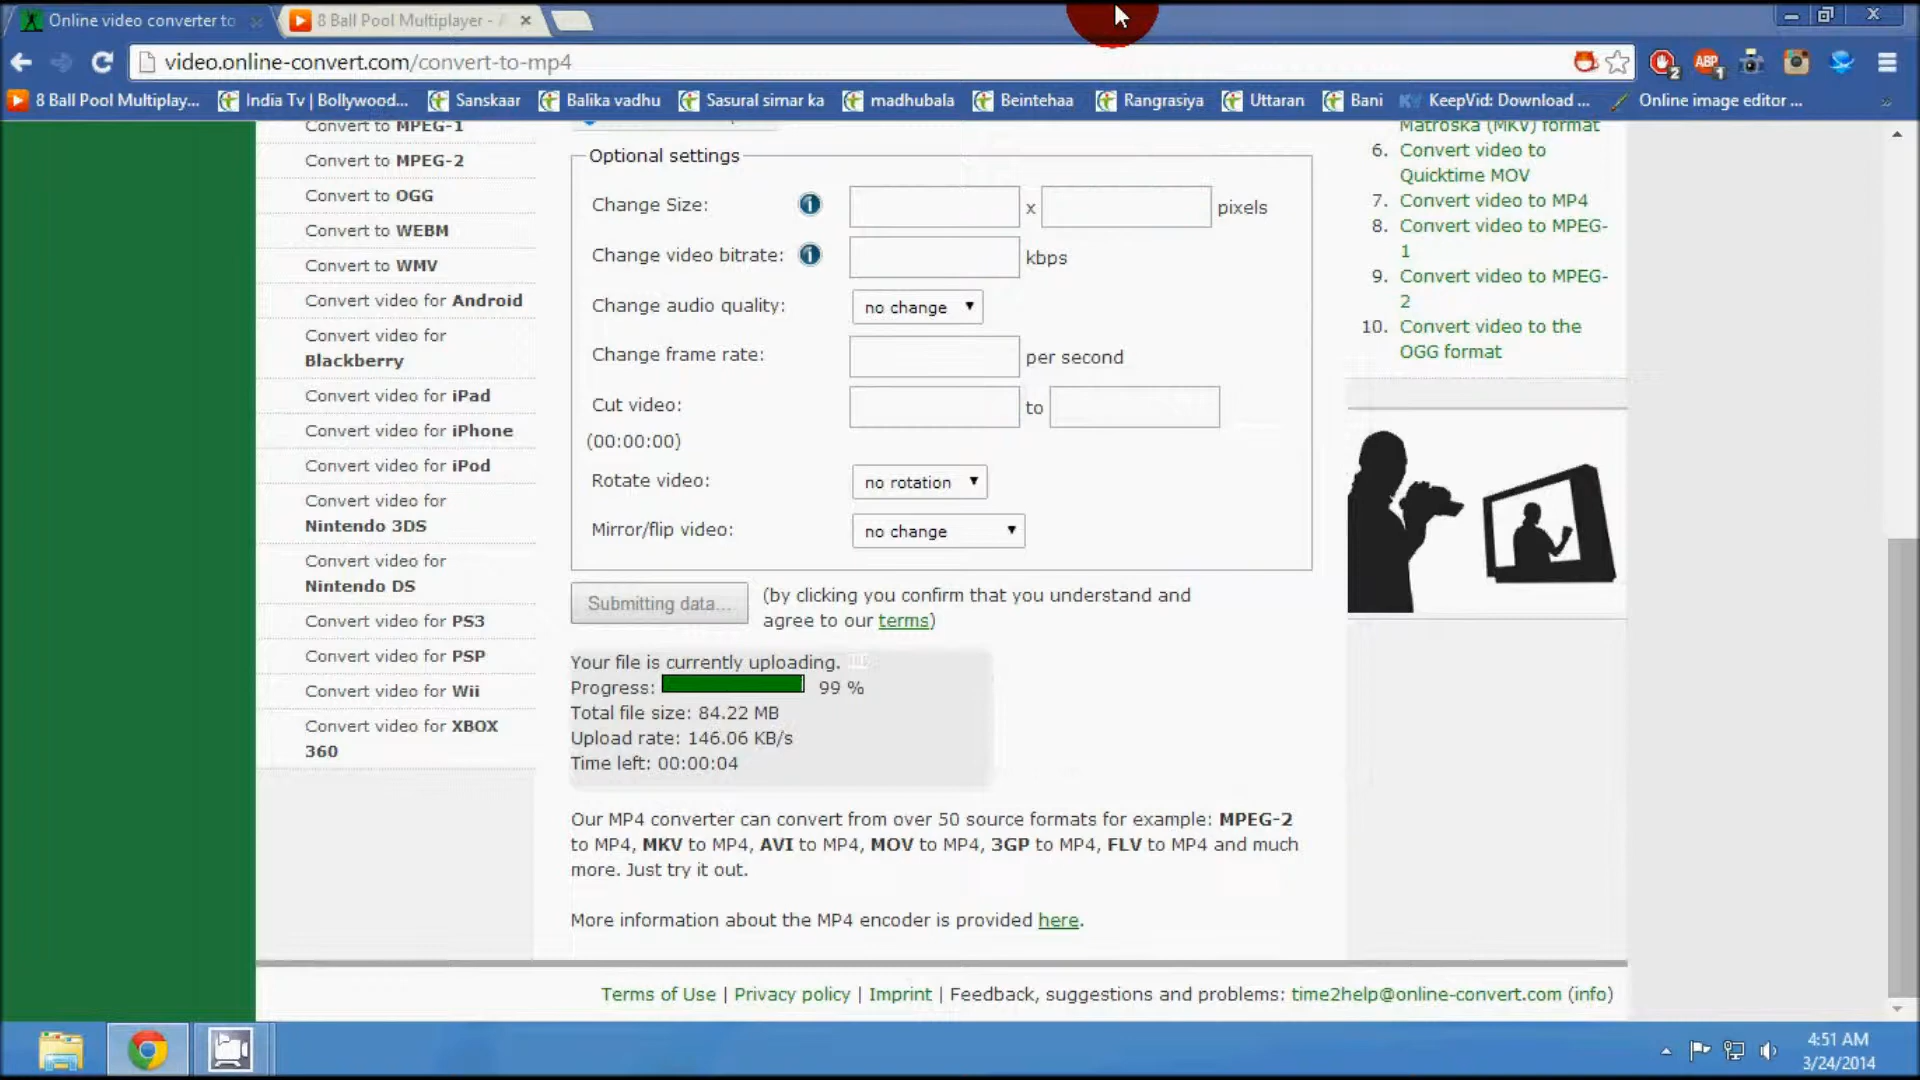 Online video converter to
8 Ball Pool Multiplayer - A
video.online-convert.com/convert-to-mp4
2
ABP
1
8 Ball Pool Multiplay...
India Tv | Bollywood...
Sanskaar
Balika vadhu
Sasural simar ka
madhubala
Beintehaa
Rangrasiya
Uttaran
Bani
KeepVid: Download ...
Online image editor ...
»
Convert to MPEG-1
Convert to MPEG-2
Convert to OGG
Convert to WEBM
Convert to WMV
Convert video for Android
Convert video for
Blackberry
Convert video for iPad
Convert video for iPhone
Convert video for iPod
Convert video for
Nintendo 3DS
Convert video for
Nintendo DS
Convert video for PS3
Convert video for PSP
Convert video for Wii
Convert video for XBOX
360
Optional settings
Change Size: x pixels
Change video bitrate: kbps
Change audio quality: no change
Change frame rate: per second
Cut video: to
(00:00:00)
Rotate video: no rotation
Mirror/flip video: no change
Submitting data...
(by clicking you confirm that you understand and
agree to our terms)
Your file is currently uploading.
Progress: 99 %
Total file size: 84.22 MB
Upload rate: 146.06 KB/s
Time left: 00:00:04
Our MP4 converter can convert from over 50 source formats for example: MPEG-2
to MP4, MKV to MP4, AVI to MP4, MOV to MP4, 3GP to MP4, FLV to MP4 and much
more. Just try it out.
More information about the MP4 encoder is provided here.
Matroska (MKV) format
6. Convert video to
Quicktime MOV
7. Convert video to MP4
8. Convert video to MPEG-
1
9. Convert video to MPEG-
2
10. Convert video to the
OGG format
Terms of Use | Privacy policy | Imprint | Feedback, suggestions and problems: time2help@online-convert.com (info)
4:51 AM
3/24/2014